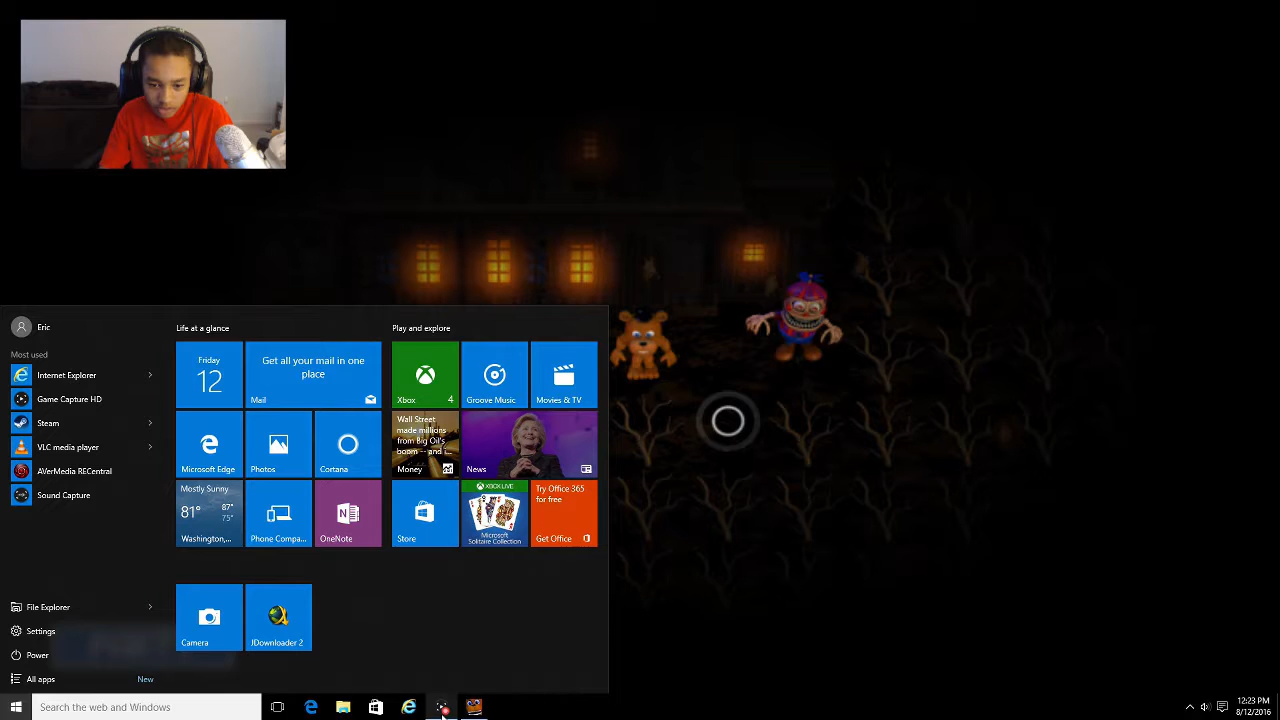 Eric
Most used
Internet Explorer
Game Capture HD
Steam
VLC media player
AVerMedia RECentral
Sound Capture
File Explorer
Settings
Power
All apps
New
Life at a glance
Friday
12
Get all your mail in one
place
Mail
Microsoft Edge
Photos
Cortana
Mostly Sunny
81°
87°
75°
Washington,...
Phone Compa...
OneNote
Camera
JDownloader 2
Play and explore
Xbox
4
Groove Music
Movies & TV
Wall Street
made millions
from Big Oil's
boom -- and i...
Money
News
Store
XBOX LIVE
Microsoft
Solitaire Collection
Try Office 365
for free
Get Office
Search the web and Windows
12:23 PM
8/12/2016